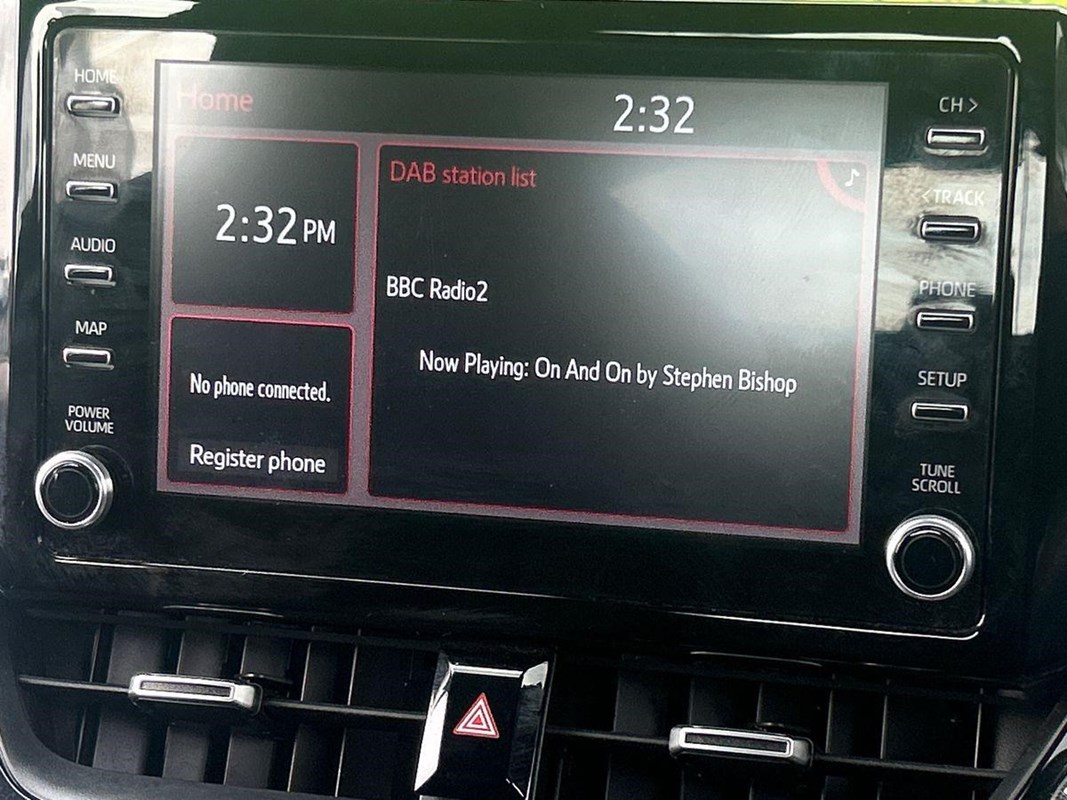 HOME
MENU
AUDIO
MAP
POWER
VOLUME
Home
2:32
2:32 PM
No phone connected.
Register phone
DAB station list
BBC Radio2
Now Playing: On And On by Stephen Bishop
CH >
< TRACK
PHONE
SETUP
TUNE
SCROLL